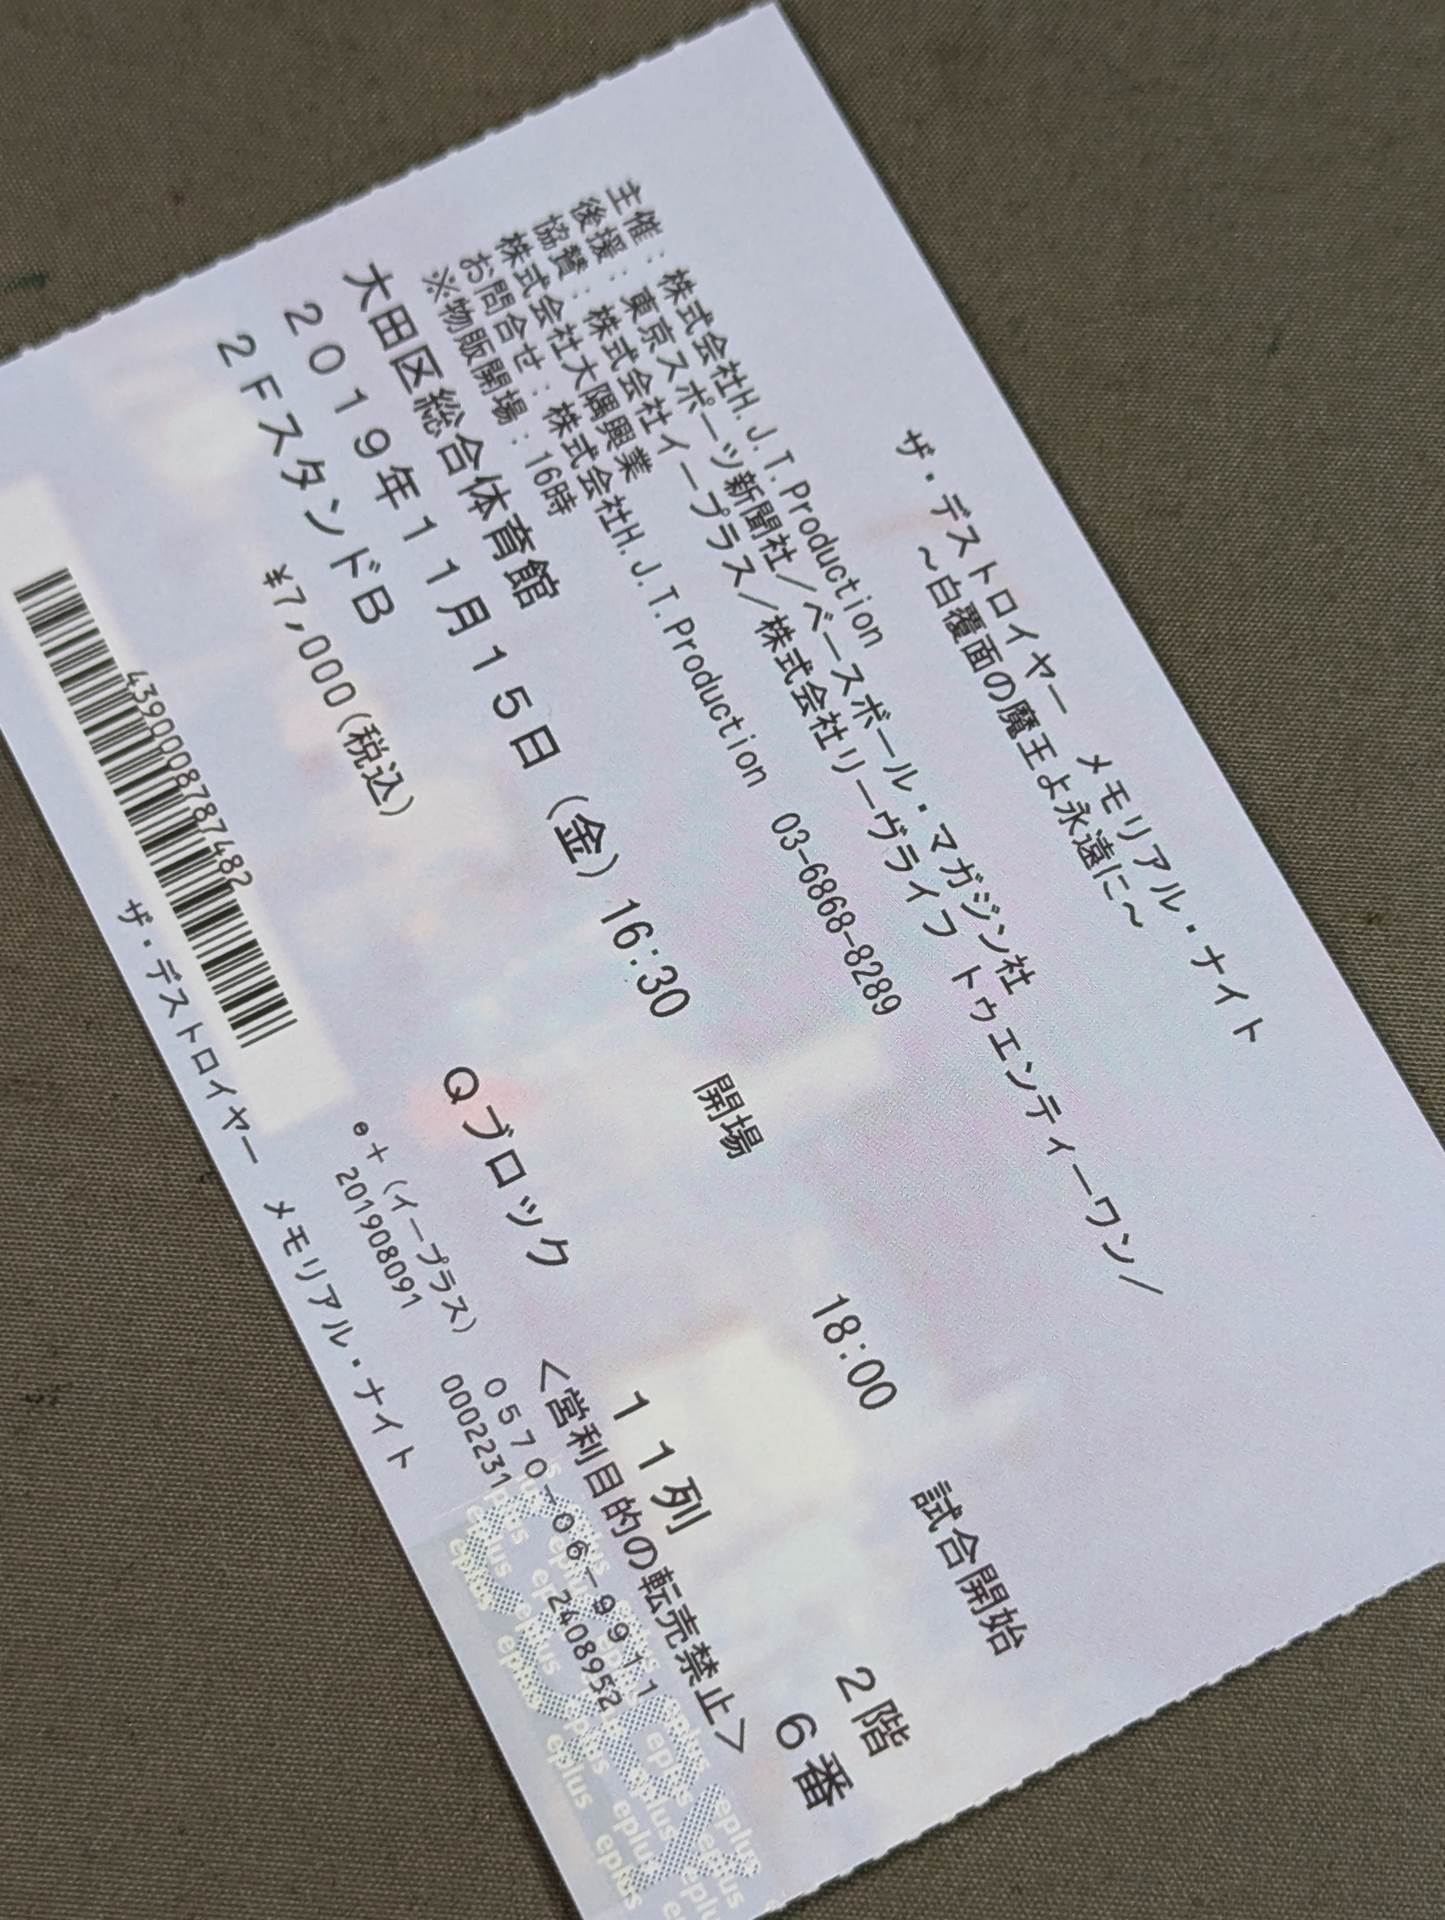 ザ・デストロイヤー メモリアル・ナイト
～白覆面の魔王よ永遠に～
主催：株式会社H.J.T.Production
後援：東京スポーツ新聞社／ベースボール・マガジン社
協賛：株式会社イープラス／株式会社リーヴライフ トゥエンティーワン／
株式会社大隅興業
お問合せ：株式会社H.J.T.Production 03-6868-8289
※物販開場：16時
大田区総合体育館
2019年11月15日（金）16:30 開場 18:00 試合開始
2FスタンドB Qブロック 11列 2階 6番
¥7,000(税込)
<営利目的の転売禁止>
e+(イープラス) 0570-06-9911
201908091 0002231 2408952
4390008787482
ザ・デストロイヤー メモリアル・ナイト
eplus eplus eplus